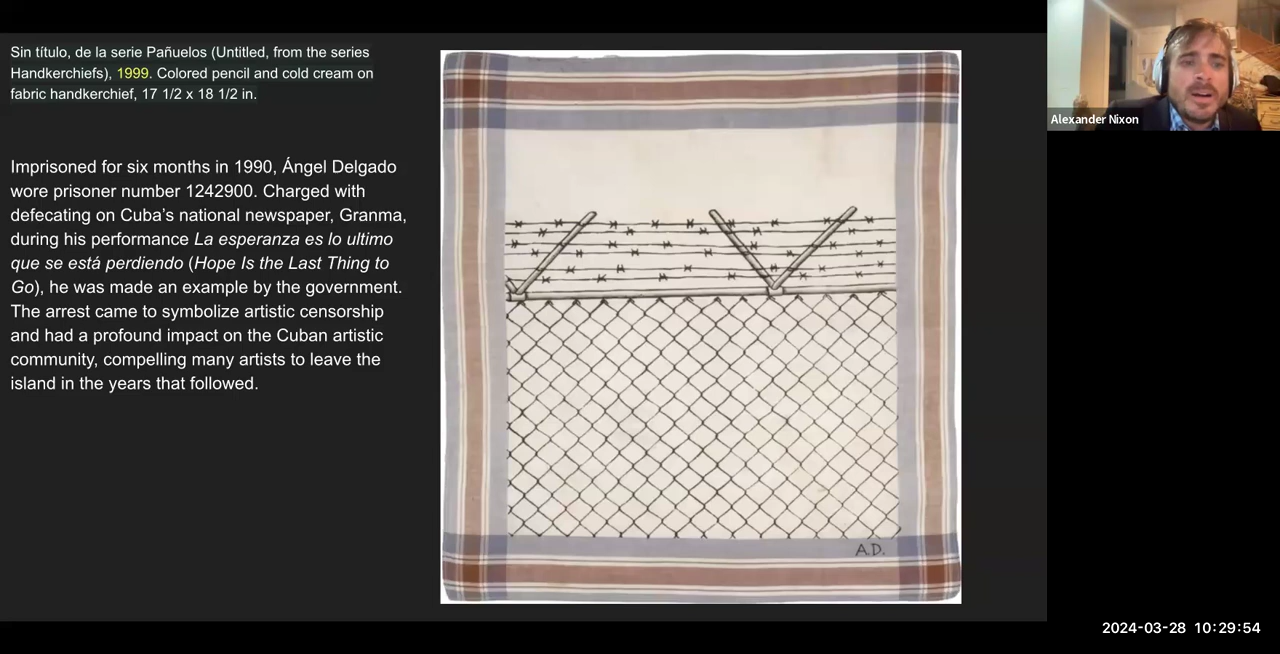 Sin título, de la serie Pañuelos (Untitled, from the series
Handkerchiefs), 1999. Colored pencil and cold cream on
fabric handkerchief, 17 1/2 x 18 1/2 in.
Imprisoned for six months in 1990, Ángel Delgado
wore prisoner number 1242900. Charged with
defecating on Cuba's national newspaper, Granma,
during his performance La esperanza es lo ultimo
que se está perdiendo (Hope Is the Last Thing to
Go), he was made an example by the government.
The arrest came to symbolize artistic censorship
and had a profound impact on the Cuban artistic
community, compelling many artists to leave the
island in the years that followed.
A.D.
Alexander Nixon
2024-03-28 10:29:54